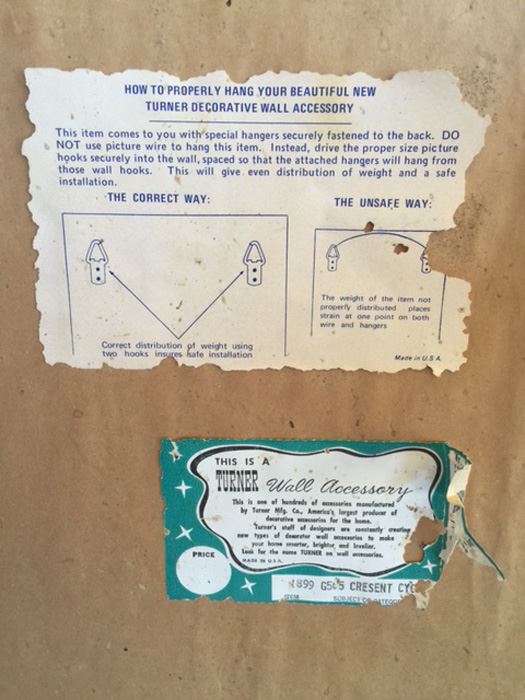 HOW TO PROPERLY HANG YOUR BEAUTIFUL NEW
TURNER DECORATIVE WALL ACCESSORY
This item comes to you with special hangers securely fastened to the back. DO
NOT use picture wire to hang this item. Instead, drive the proper size picture
hooks securely into the wall, spaced so that the attached hangers will hang from
those wall hooks. This will give even distribution of weight and a safe
installation.
THE CORRECT WAY:
Correct distribution of weight using
two hooks insures safe installation
THE UNSAFE WAY:
The weight of the item not
properly distributed places
strain at one point on both
wire and hangers
Made in U.S.A.
THIS IS A
TURNER Wall Accessory
This is one of hundreds of accessories manufactured
by Turner Mfg. Co., America's largest producer of
decorative accessories for the home.
Turner's staff of designers are constantly creating
new types of decorator wall accessories to make
your home smarter, brighter and lovelier.
Look for the name TURNER on wall accessories.
MADE IN U.S.A.
PRICE
1899 CRESENT
ITEM